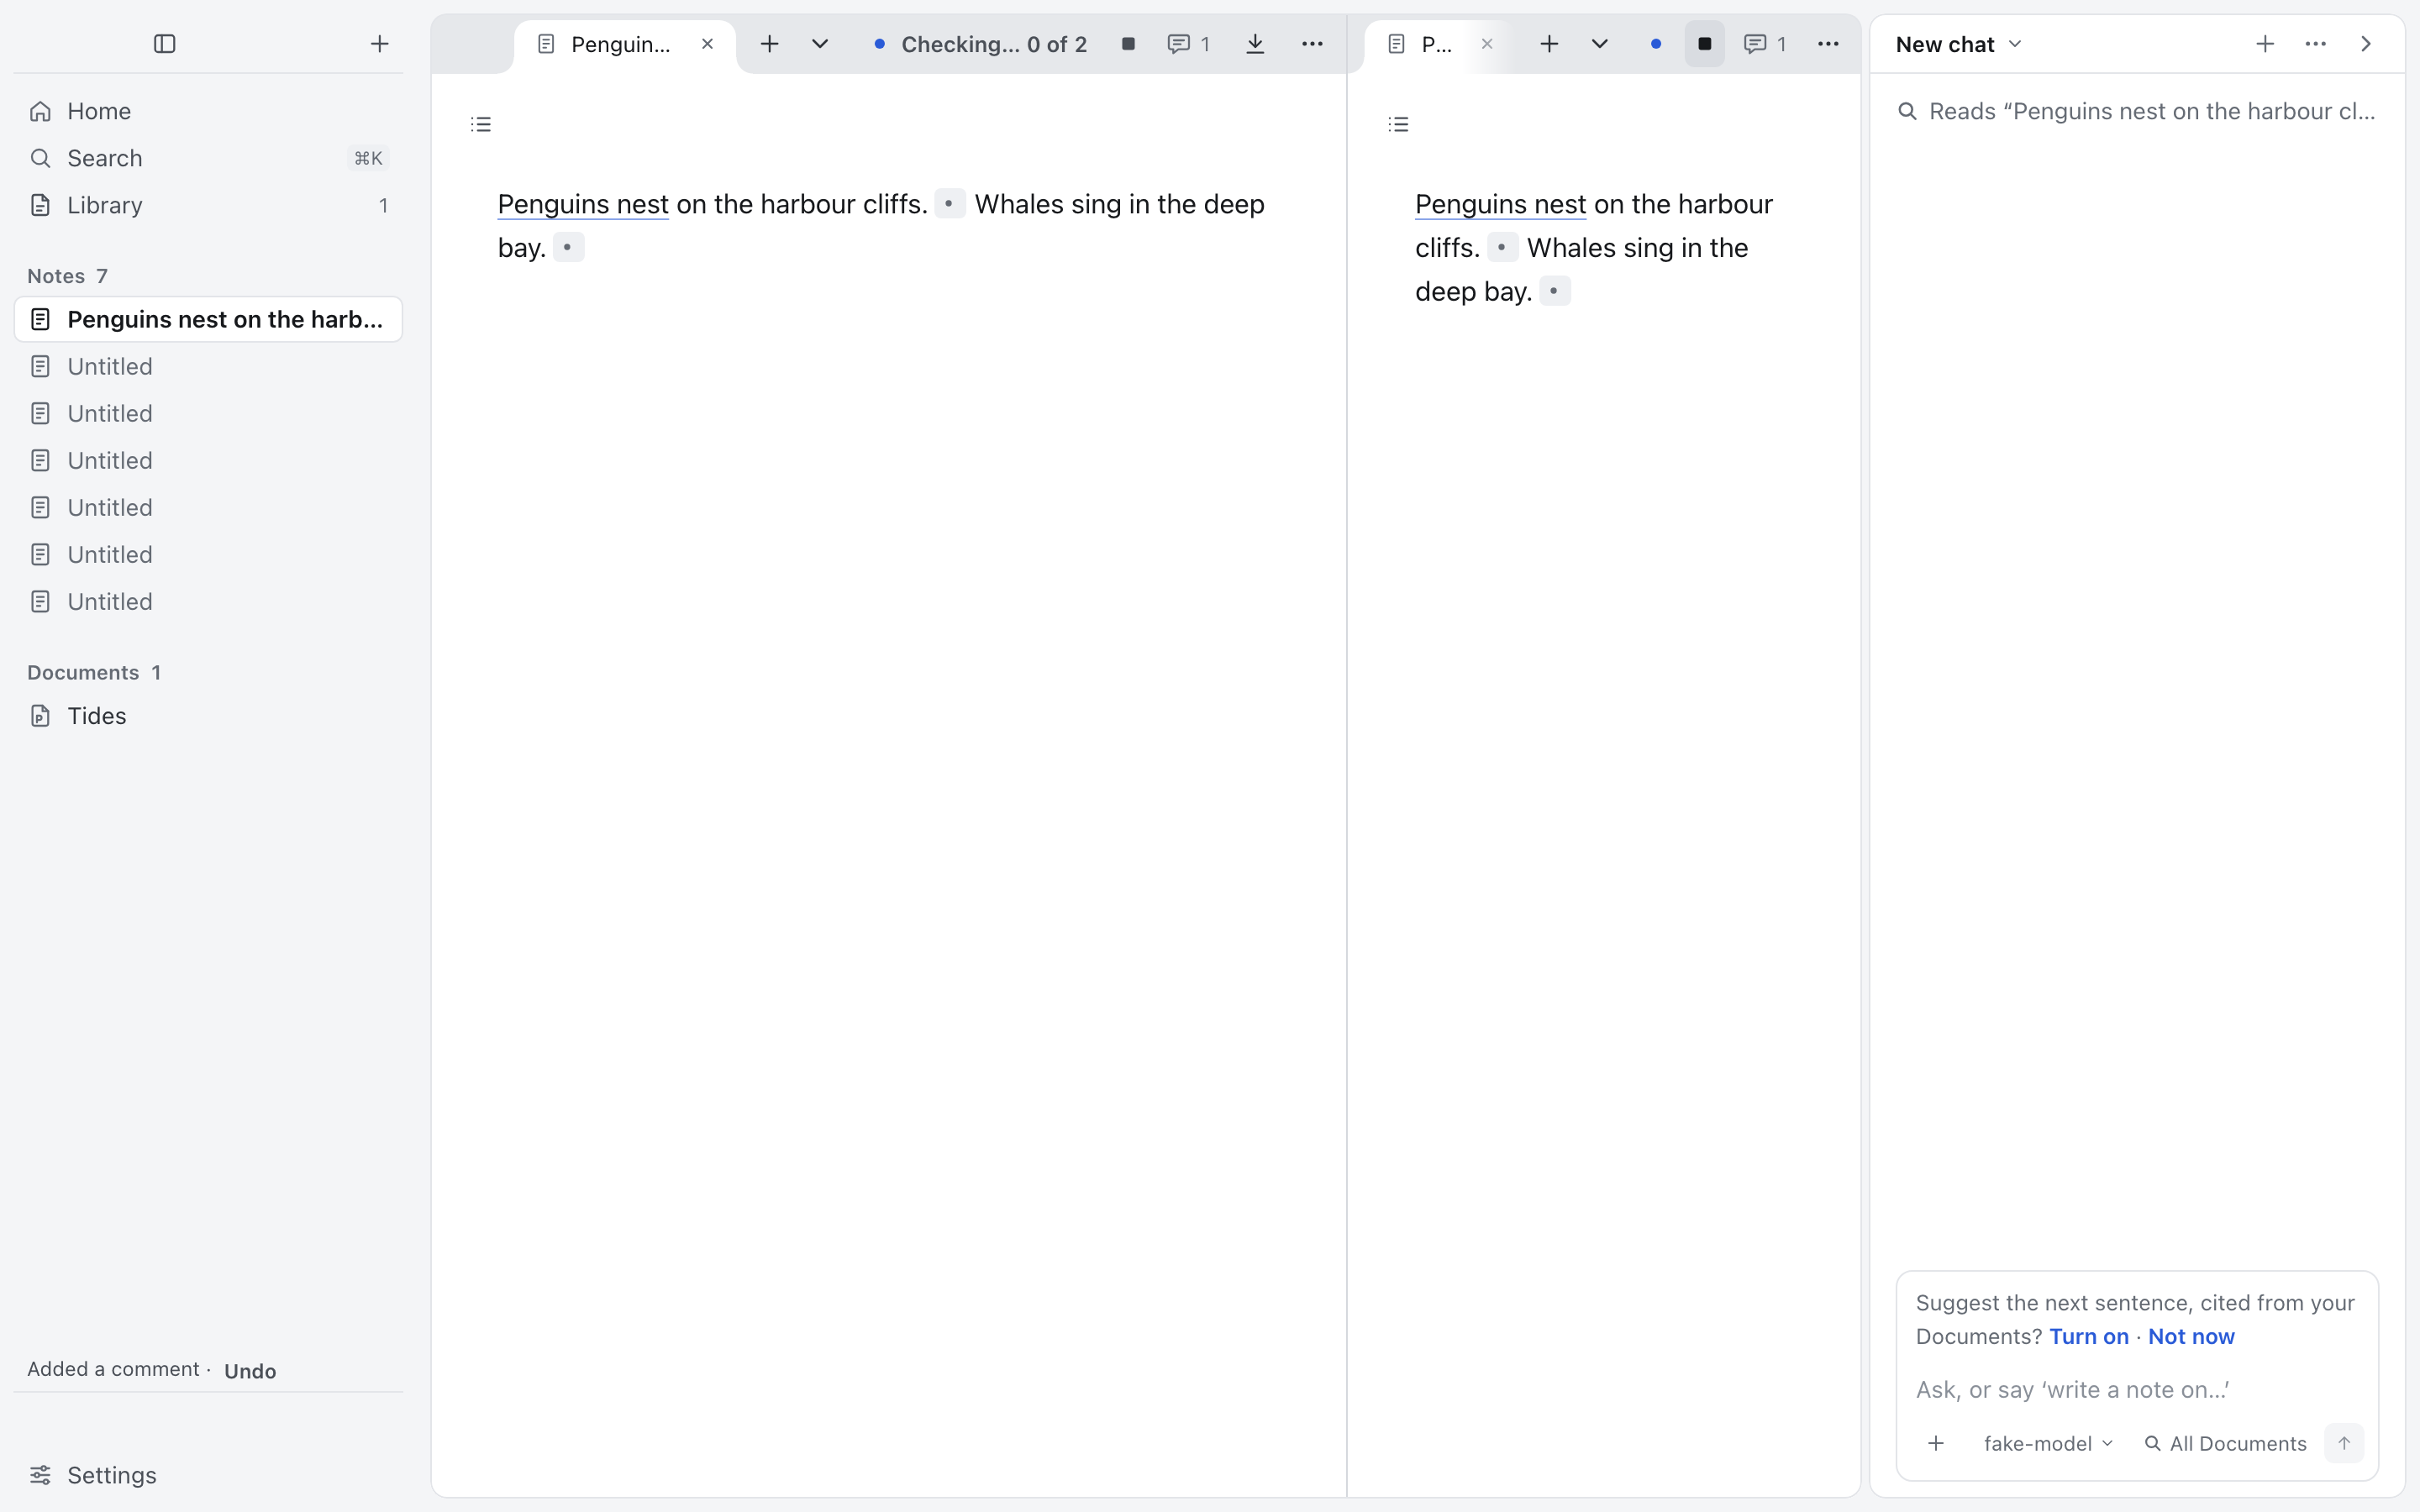 Home
Search ⌘K
Library 1
Notes 7
Penguins nest on the harb...
Untitled
Untitled
Untitled
Untitled
Untitled
Untitled
Documents 1
Tides
Added a comment · Undo
Settings
Penguin... Checking... 0 of 2 1
Penguins nest on the harbour cliffs. Whales sing in the deep
bay.
P... 1
Penguins nest on the harbour
cliffs. Whales sing in the
deep bay.
New chat
Reads “Penguins nest on the harbour cl...
Suggest the next sentence, cited from your
Documents? Turn on · Not now
Ask, or say ‘write a note on...’
fake-model All Documents